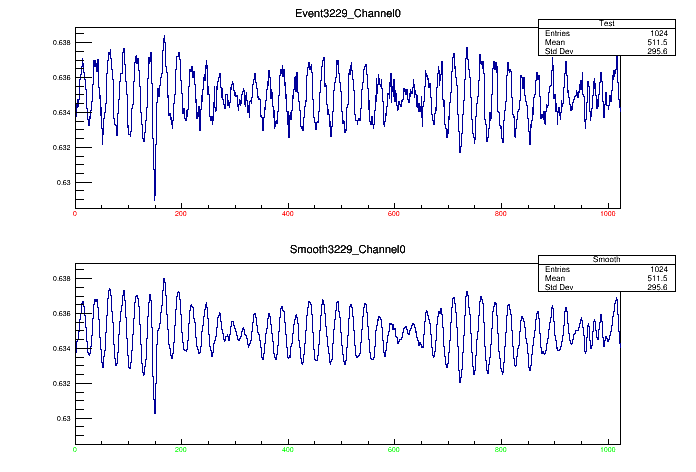 Event3229_Channel0
Test
Entries 1024
Mean 511.5
Std Dev 295.6
0.638
0.636
0.634
0.632
0.63
0 200 400 600 800 1000
Smooth3229_Channel0
Smooth
Entries 1024
Mean 511.5
Std Dev 295.6
0.638
0.636
0.634
0.632
0.63
0 200 400 600 800 1000